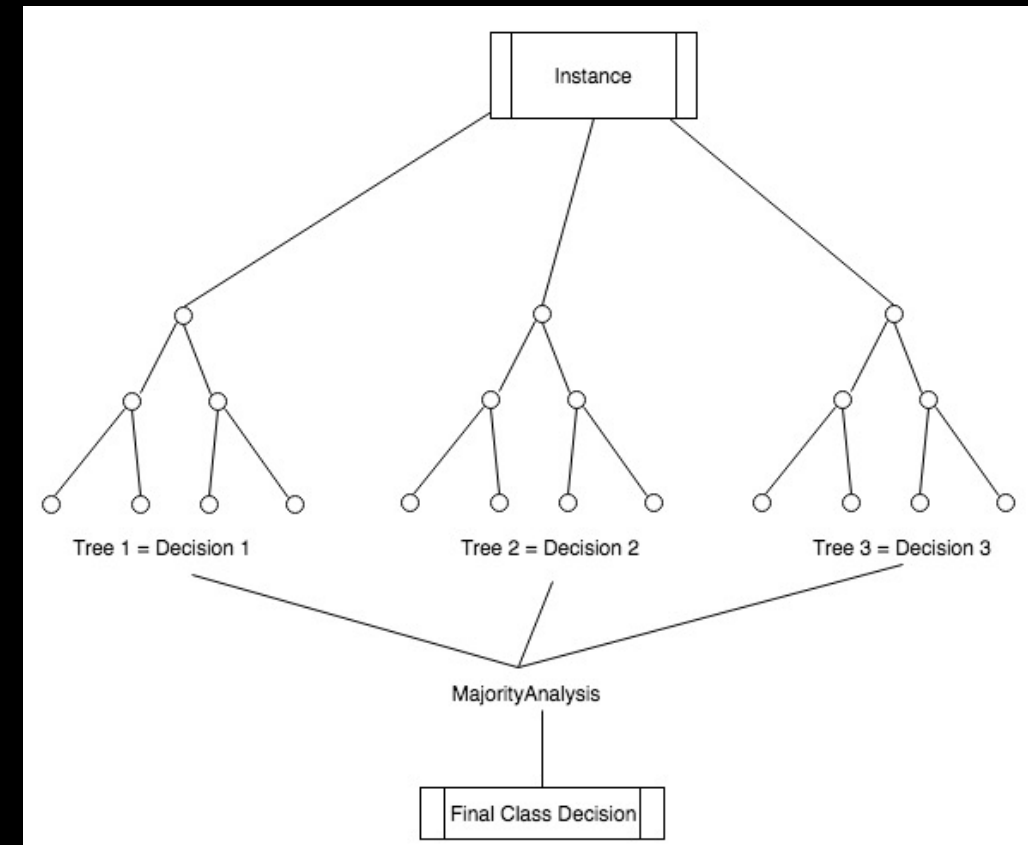 Instance
Tree 1 = Decision 1
Tree 2 = Decision 2
Tree 3 = Decision 3
MajorityAnalysis
Final Class Decision